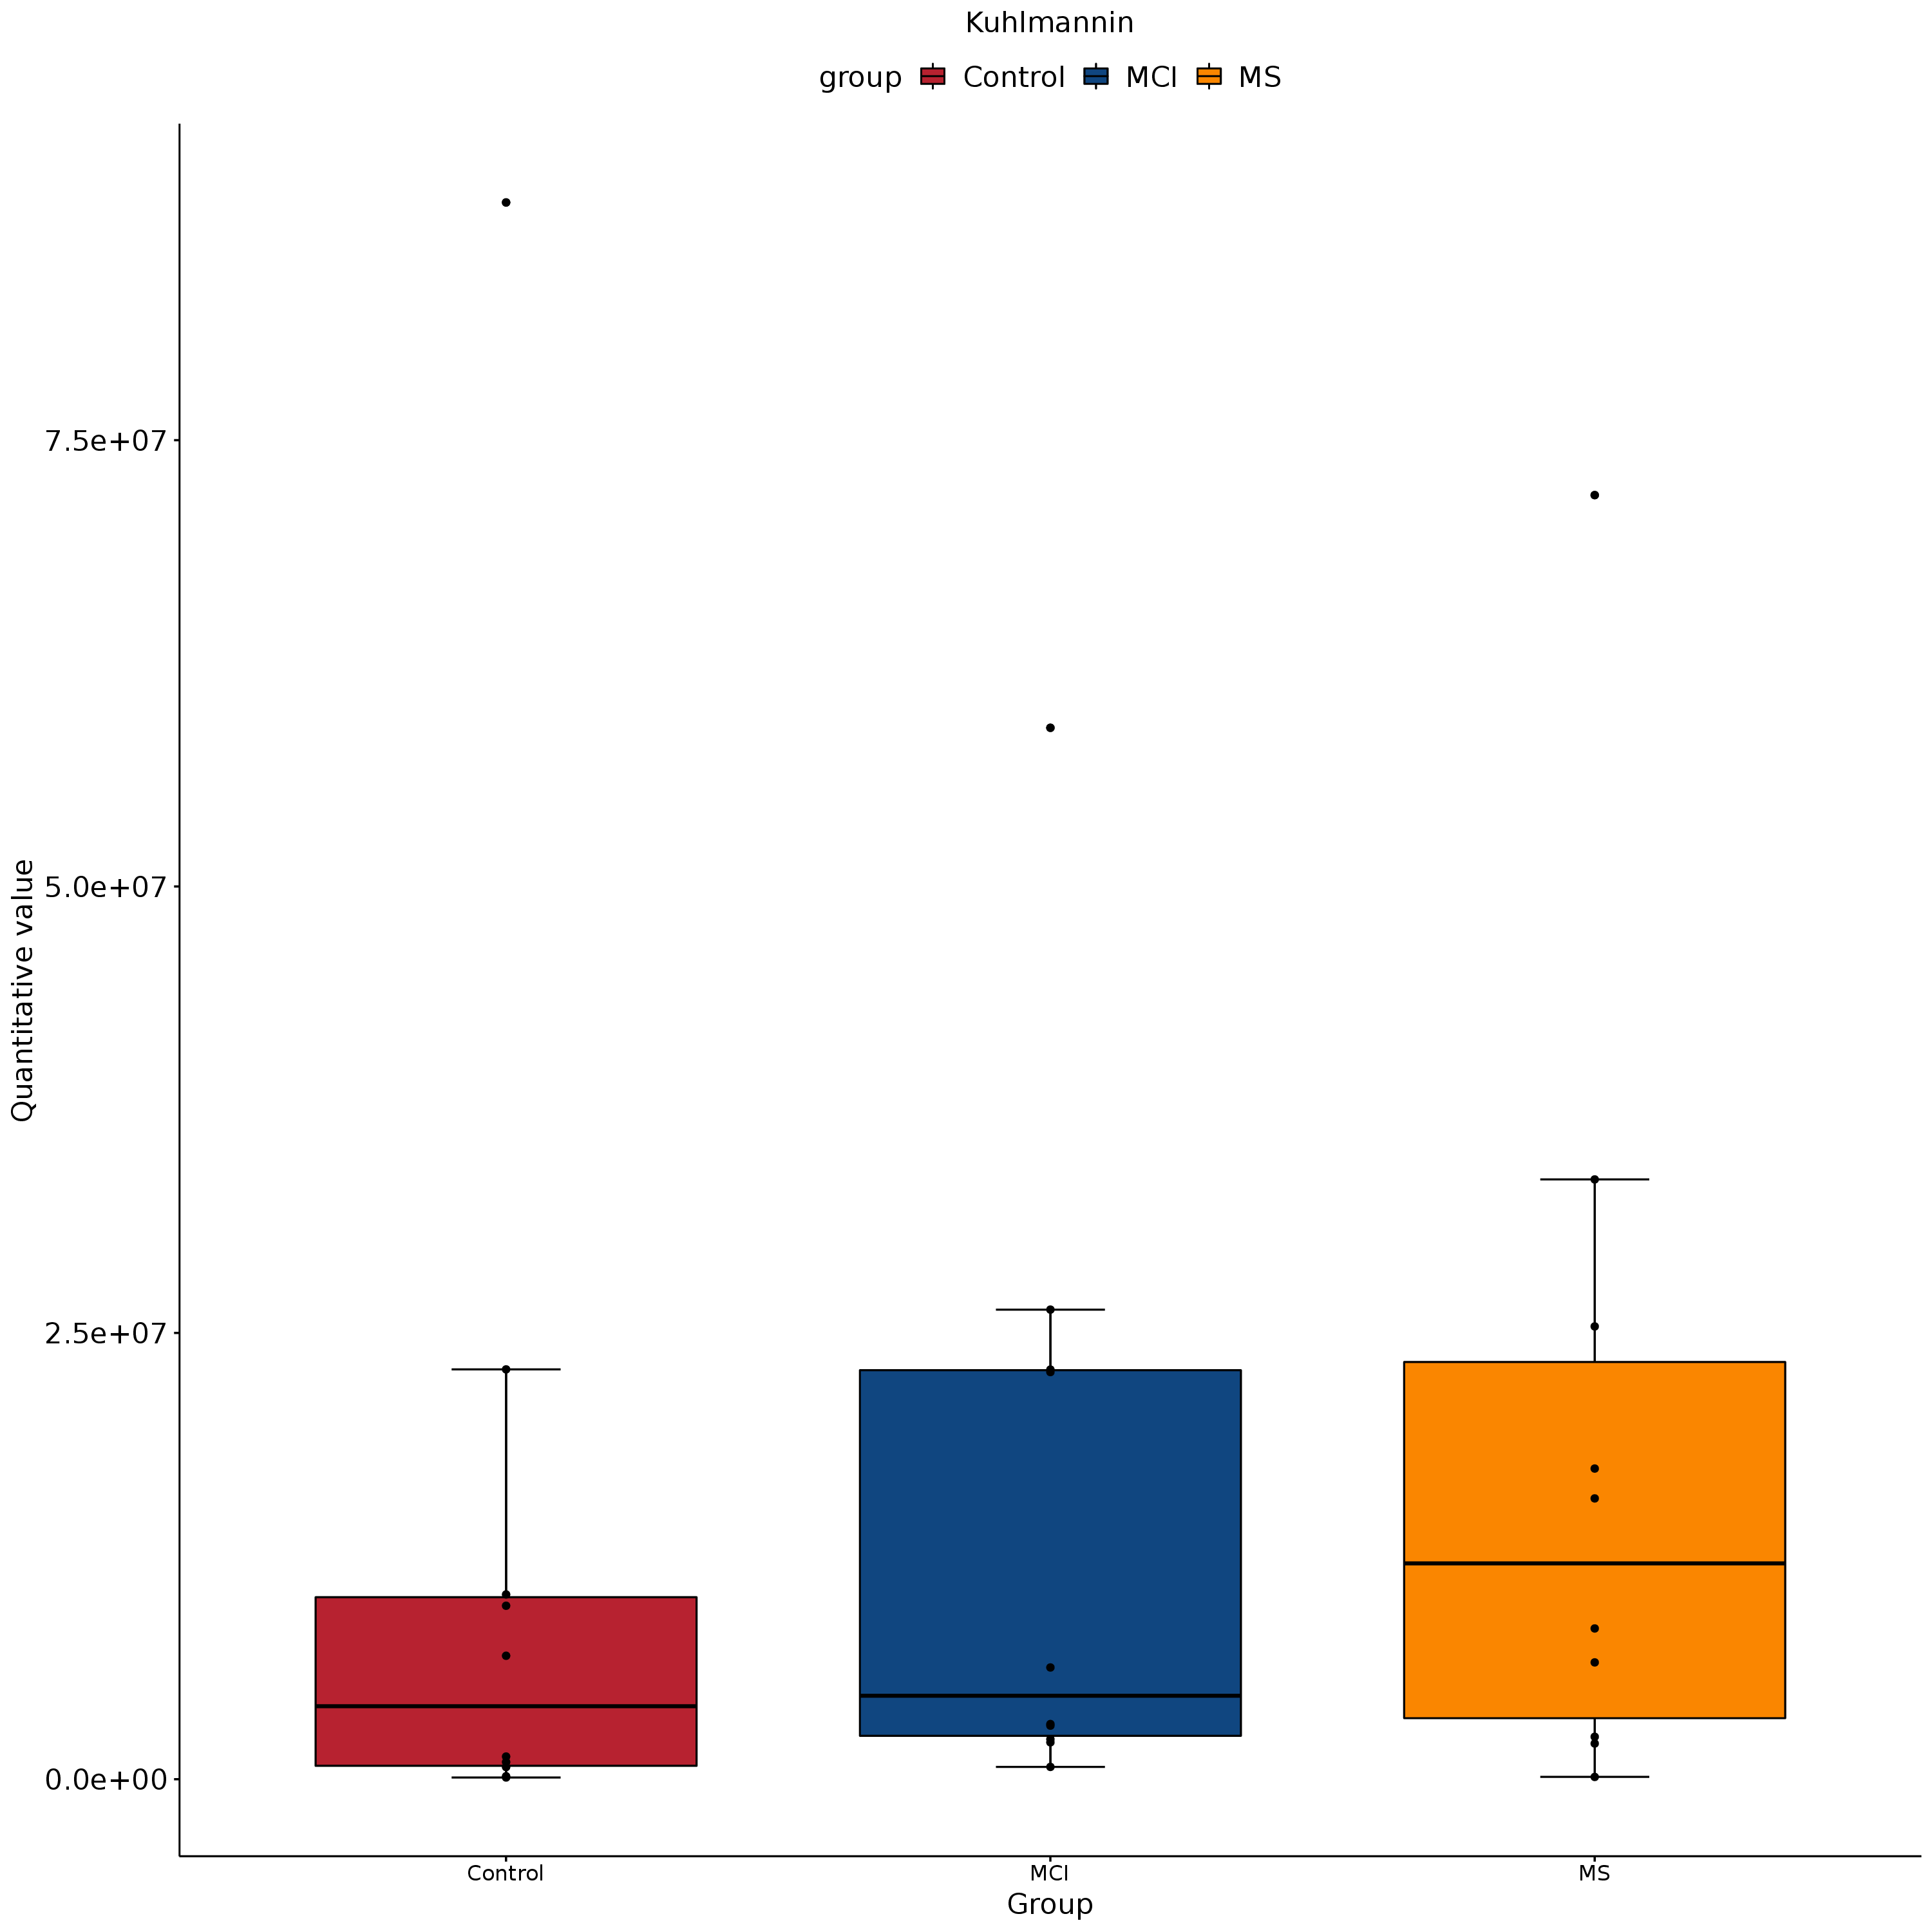 Kuhlmannin
group Control MCI MS
Quantitative value
7.5e+07
5.0e+07
2.5e+07
0.0e+00
Control MCI MS
Group